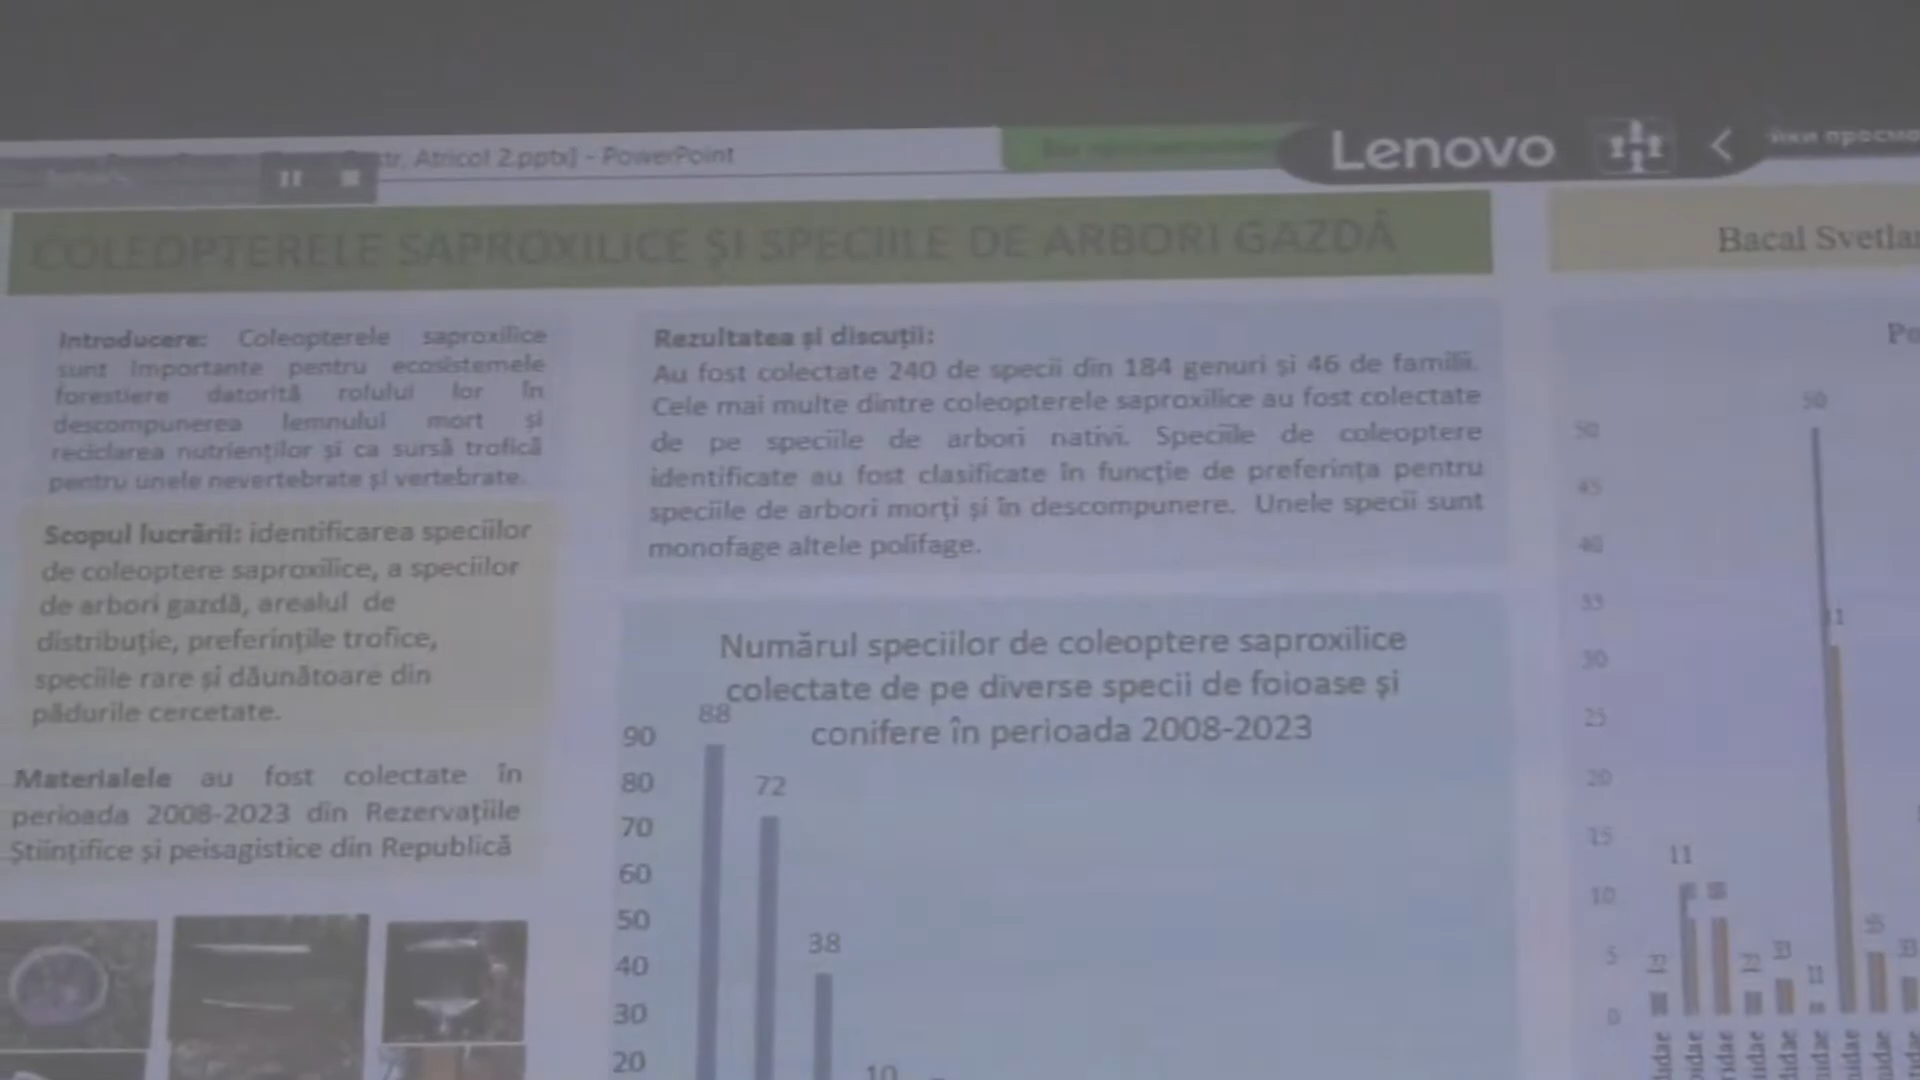 tr, Atricol 2.pptx] - PowerPoint
Lenovo
COLEOPTERELE SAPROXILICE ȘI SPECIILE DE ARBORI GAZDĂ
Introducere: Coleopterele saproxilice
sunt importante pentru ecosistemele
forestiere datorită rolului lor în
descompunerea lemnului mort și
reciclarea nutrienților și ca sursă trofică
pentru unele nevertebrate și vertebrate.
Scopul lucrării: identificarea speciilor
de coleoptere saproxilice, a speciilor
de arbori gazdă, arealul de
distribuție, preferințile trofice,
speciile rare și dăunătoare din
pădurile cercetate.
Materialele au fost colectate în
perioada 2008-2023 din Rezervațiile
Științifice și peisagistice din Republică
Rezultatea și discuții:
Au fost colectate 240 de specii din 184 genuri și 46 de familii.
Cele mai multe dintre coleopterele saproxilice au fost colectate
de pe speciile de arbori nativi. Speciile de coleoptere
identificate au fost clasificate în funcție de preferința pentru
speciile de arbori morți și în descompunere. Unele specii sunt
monofage altele polifage.
Numărul speciilor de coleoptere saproxilice
colectate de pe diverse specii de foioase și
conifere în perioada 2008-2023
88
72
38
10
90
80
70
60
50
40
30
20
Bacal Svetlan
50
11
50
45
40
35
30
25
20
15
10
5
0